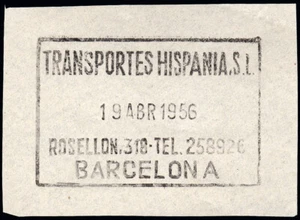 TRANSPORTES HISPANIA.S.L.
19 ABR 1956
ROSELLON.318-TEL.258926
BARCELONA